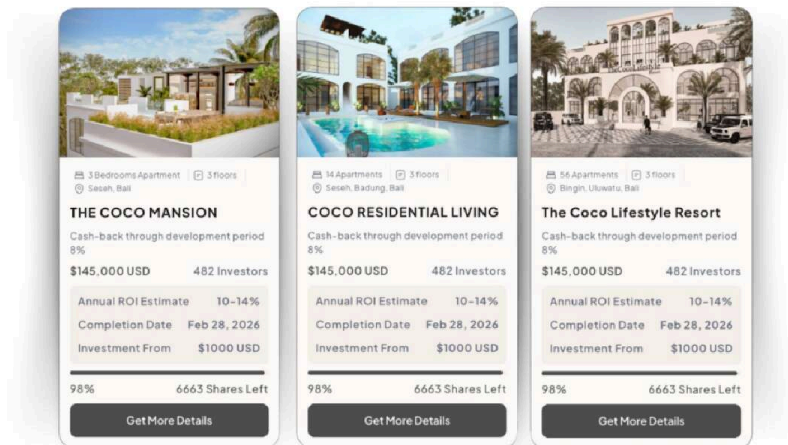 3 Bedrooms Apartment
3 floors
Seseh, Bali
THE COCO MANSION
Cash-back through development period
8%
$145,000 USD
482 Investors
Annual ROI Estimate
10-14%
Completion Date
Feb 28, 2026
Investment From
$1000 USD
98%
6663 Shares Left
Get More Details
14 Apartments
3 floors
Seseh, Badung, Bali
COCO RESIDENTIAL LIVING
Cash-back through development period
8%
$145,000 USD
482 Investors
Annual ROI Estimate
10-14%
Completion Date
Feb 28, 2026
Investment From
$1000 USD
98%
6663 Shares Left
Get More Details
56 Apartments
3 floors
Bingin, Uluwatu, Bali
The Coco Lifestyle Resort
Cash-back through development period
8%
$145,000 USD
482 Investors
Annual ROI Estimate
10-14%
Completion Date
Feb 28, 2026
Investment From
$1000 USD
98%
6663 Shares Left
Get More Details